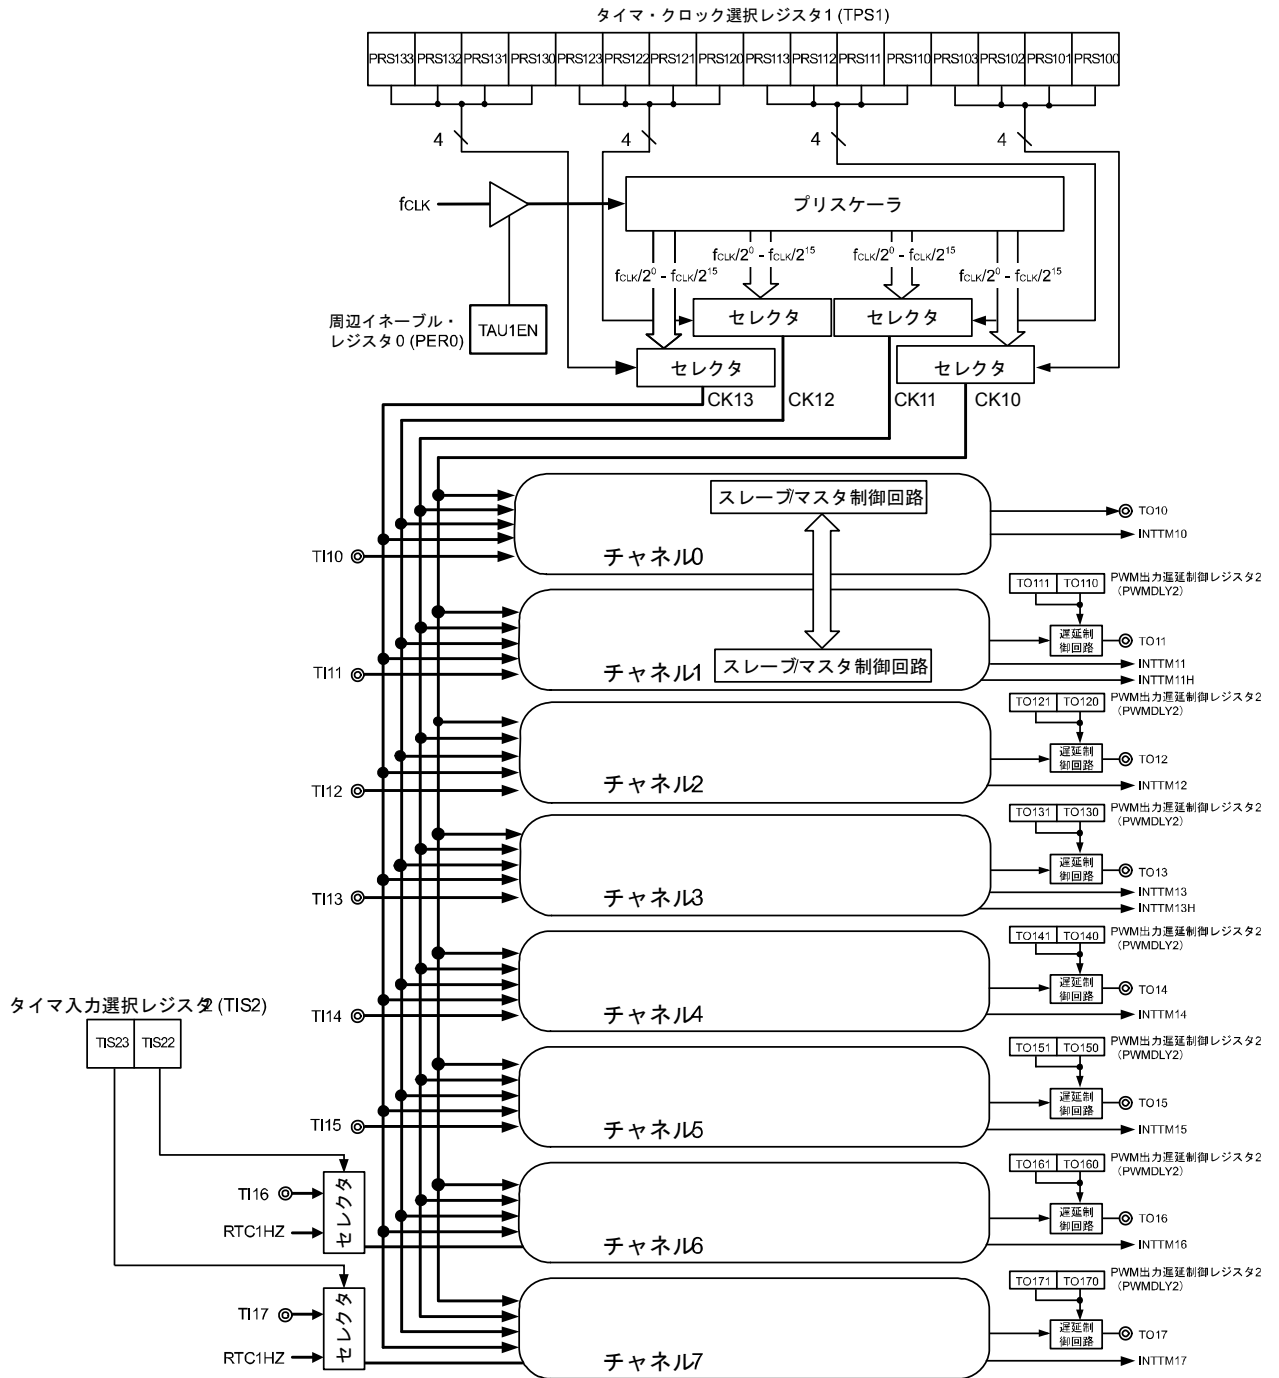 タイマ・クロック選択レジスタ1 (TPS1)
PRS133 PRS132 PRS131 PRS130 PRS123 PRS122 PRS121 PRS120 PRS113 PRS112 PRS111 PRS110 PRS103 PRS102 PRS101 PRS100
4 4 4 4
fCLK
プリスケーラ
fCLK/2⁰ - fCLK/2¹⁵ fCLK/2⁰ - fCLK/2¹⁵
fCLK/2⁰ - fCLK/2¹⁵ fCLK/2⁰ - fCLK/2¹⁵
周辺イネーブル・
レジスタ0 (PER0)
TAU1EN
セレクタ セレクタ
セレクタ セレクタ
CK13 CK12 CK11 CK10
スレーブ/マスタ制御回路
TO10
INTTM10
TI10
チャネル0
TO111 TO110
PWM出力遅延制御レジスタ2
(PWMDLY2)
遅延制
御回路
TO11
スレーブ/マスタ制御回路
INTTM11
INTTM11H
TI11
チャネル1
TO121 TO120
PWM出力遅延制御レジスタ2
(PWMDLY2)
遅延制
御回路
TO12
INTTM12
TI12
チャネル2
TO131 TO130
PWM出力遅延制御レジスタ2
(PWMDLY2)
遅延制
御回路
TO13
INTTM13
INTTM13H
TI13
チャネル3
TO141 TO140
PWM出力遅延制御レジスタ2
(PWMDLY2)
遅延制
御回路
TO14
INTTM14
TI14
チャネル4
タイマ入力選択レジスタ2 (TIS2)
TIS23 TIS22
TO151 TO150
PWM出力遅延制御レジスタ2
(PWMDLY2)
遅延制
御回路
TO15
INTTM15
TI15
チャネル5
TO161 TO160
PWM出力遅延制御レジスタ2
(PWMDLY2)
遅延制
御回路
TO16
INTTM16
TI16
RTC1HZ
セレクタ
チャネル6
TO171 TO170
PWM出力遅延制御レジスタ2
(PWMDLY2)
遅延制
御回路
TO17
INTTM17
TI17
RTC1HZ
セレクタ
チャネル7